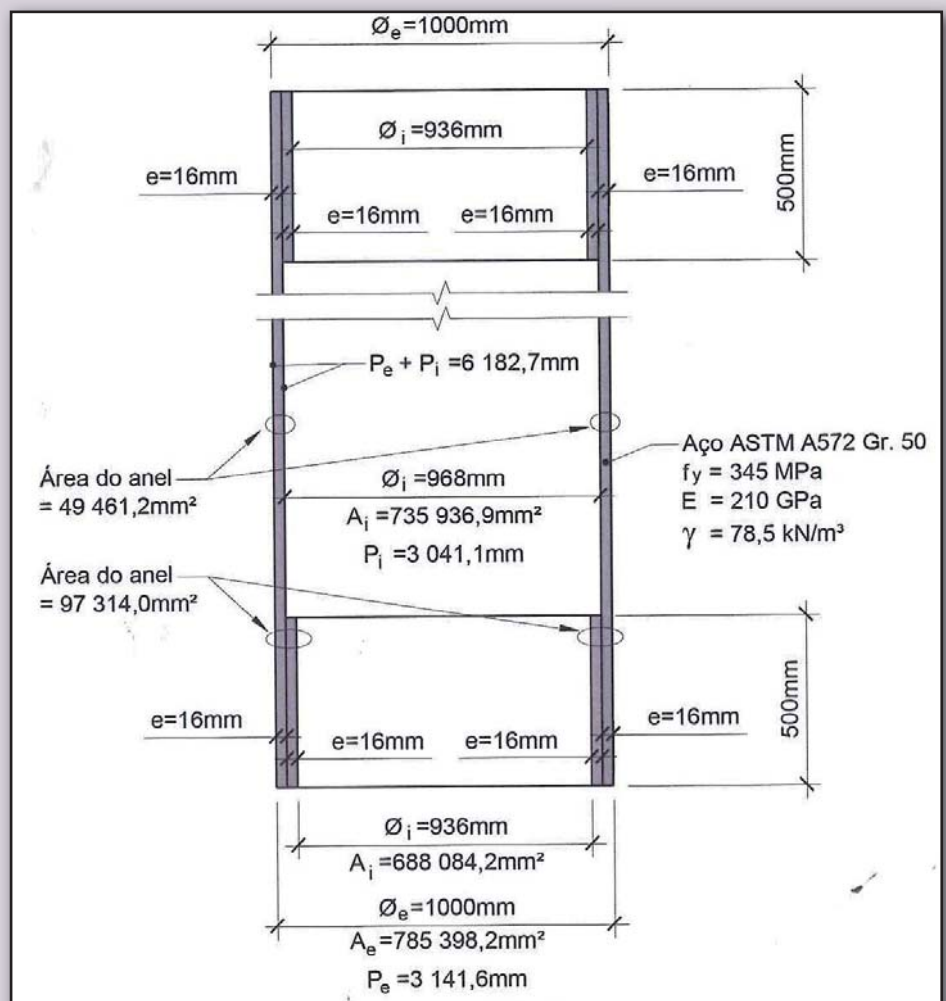 Øe=1000mm
Øi=936mm
e=16mm
e=16mm
e=16mm
e=16mm
500mm
Pe + Pi =6 182,7mm
Área do anel
= 49 461,2mm²
Øi=968mm
Ai=735 936,9mm²
Pi=3 041,1mm
Aço ASTM A572 Gr. 50
fy = 345 MPa
E = 210 GPa
γ = 78,5 kN/m³
Área do anel
= 97 314,0mm²
e=16mm
e=16mm
e=16mm
e=16mm
500mm
Øi=936mm
Ai=688 084,2mm²
Øe=1000mm
Ae=785 398,2mm²
Pe=3 141,6mm